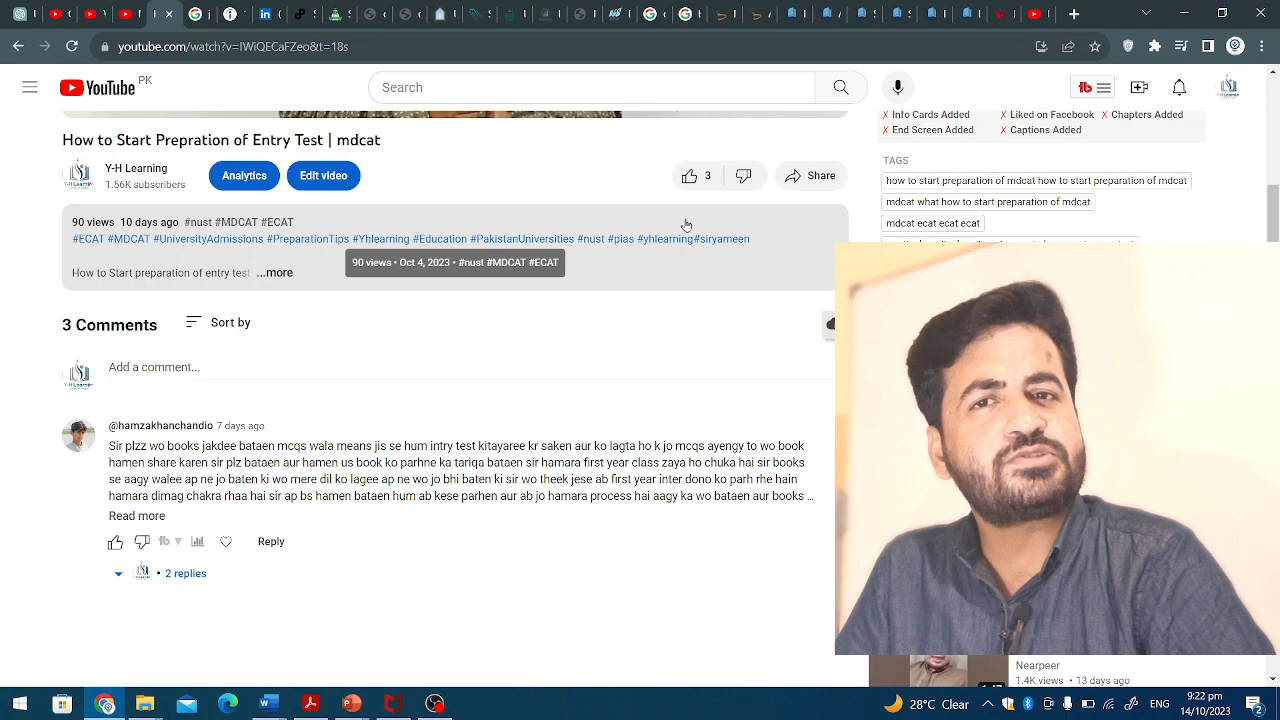 youtube.com/watch?v=IWiQECaFZeo&t=18s
YouTube PK
Search
How to Start Prepration of Entry Test | mdcat
Y-H Learning
1.56K subscribers
Analytics
Edit video
3
Share
90 views 10 days ago #nust #MDCAT #ECAT
#ECAT #MDCAT #UniversityAdmissions #PreparationTips #Yhlearning #Education #PakistanUniversities #nust #pias #yhlearning#siryameen
90 views • Oct 4, 2023 • #nust #MDCAT #ECAT
How to Start preparation of entry test ...more
3 Comments
Sort by
Add a comment...
@hamzakhanchandio 7 days ago
Sir plzz wo books jakdee bataen mcqs wala means jis se hum intry test kitayaree kr saken aur ko lagta ho k jo mcqs ayengy to wo book
hamen share karen sir plz bataen aur hamen us book ko parhne ka tariqa bataen sir hamara first year class zaya ho chuka hai sir books
se aagy walee ap ne jo baten ki wo mere dil ko lagee ap ne wo jo bhi baten ki sir wo theek jese ab first year inter dono ko parh rhe hain
hamara dimag chakra rhaa hai sir ap bs hamen bataen hum ab kese parhen aur ab jo hamara process hai aagy ka wo bataen aur books ...
Read more
Reply
• 2 replies
X Info Cards Added X Liked on Facebook X Chapters Added
X End Screen Added X Captions Added
TAGS
how to start preparation of mdcat how to start preparation of mdcat
mdcat what how to start preparation of mdcat
mdcat ecat ecat ecat
Nearpeer
1.4K views • 13 days ago
28°C Clear
9:22 pm
14/10/2023
2